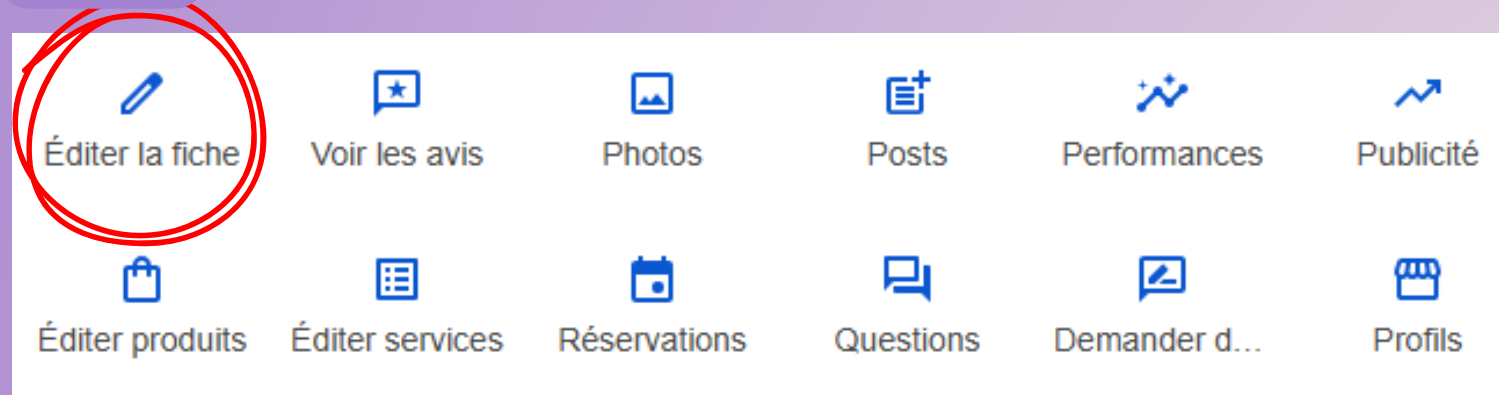 Éditer la fiche Voir les avis Photos Posts Performances Publicité
Éditer produits Éditer services Réservations Questions Demander d...
Profils